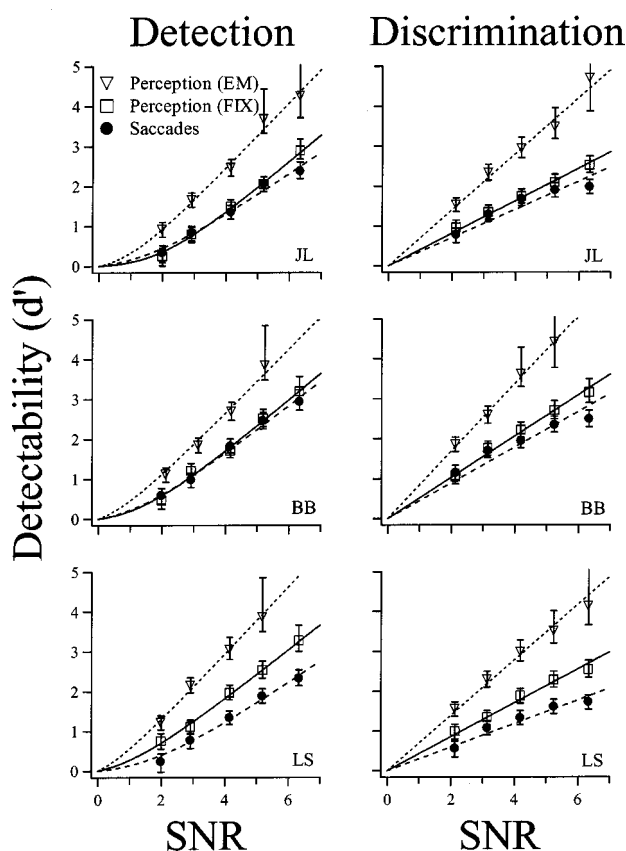 Detection Discrimination
5
4
3
2
1
0
Perception (EM)
Perception (FIX)
Saccades
JL
JL
Detectability (d')
5
4
3
2
1
0
BB
BB
5
4
3
2
1
0
LS
LS
0 2 4 6
0 2 4 6
SNR SNR